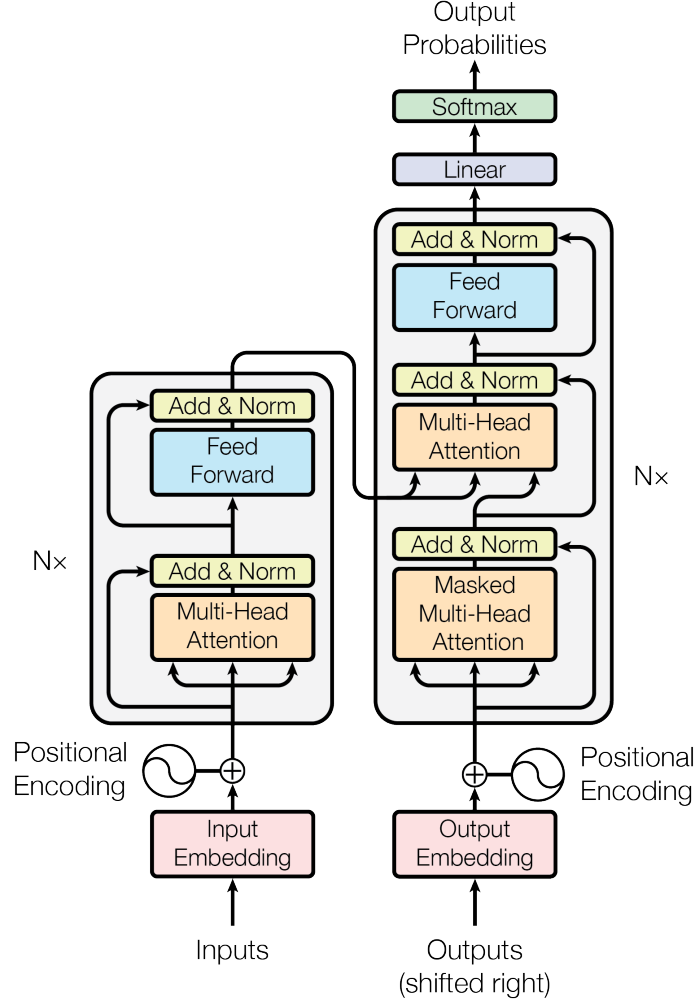 Output
Probabilities
Softmax
Linear
Add & Norm
Feed
Forward
Add & Norm
Multi-Head
Attention
Add & Norm
Masked
Multi-Head
Attention
N×
Add & Norm
Feed
Forward
Add & Norm
Multi-Head
Attention
N×
Positional
Encoding
Positional
Encoding
Input
Embedding
Output
Embedding
Inputs
Outputs
(shifted right)